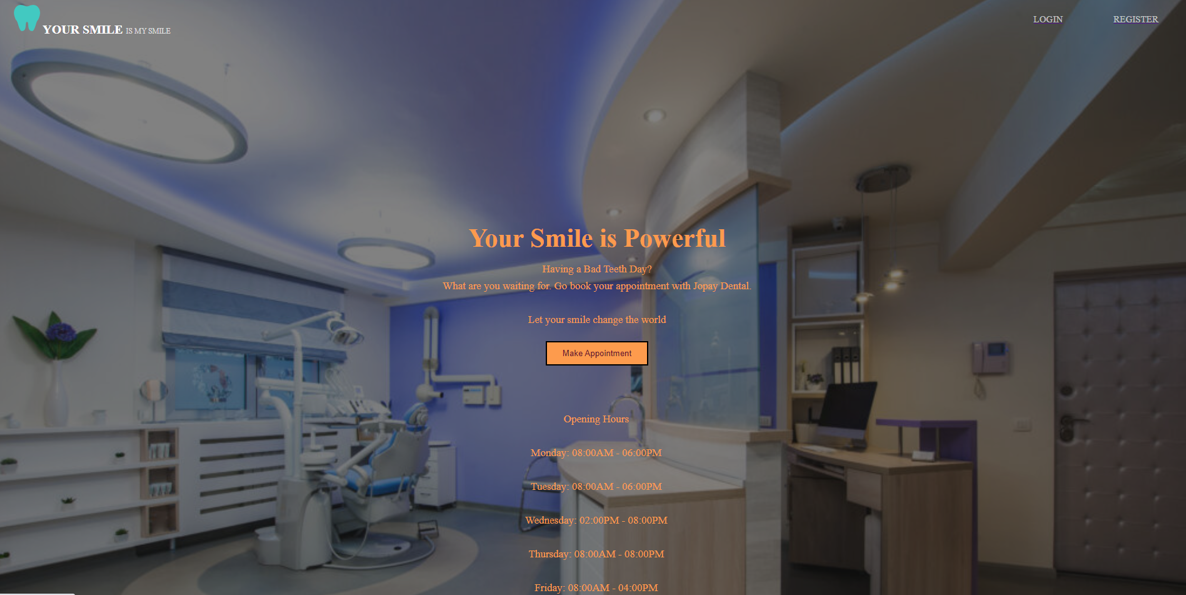 YOUR SMILE IS MY SMILE
LOGIN
REGISTER
Your Smile is Powerful
Having a Bad Teeth Day?
What are you waiting for. Go book your appointment with Jopay Dental.
Let your smile change the world
Make Appointment
Opening Hours
Monday: 08:00AM - 06:00PM
Tuesday: 08:00AM - 06:00PM
Wednesday: 02:00PM - 08:00PM
Thursday: 08:00AM - 08:00PM
Friday: 08:00AM - 04:00PM